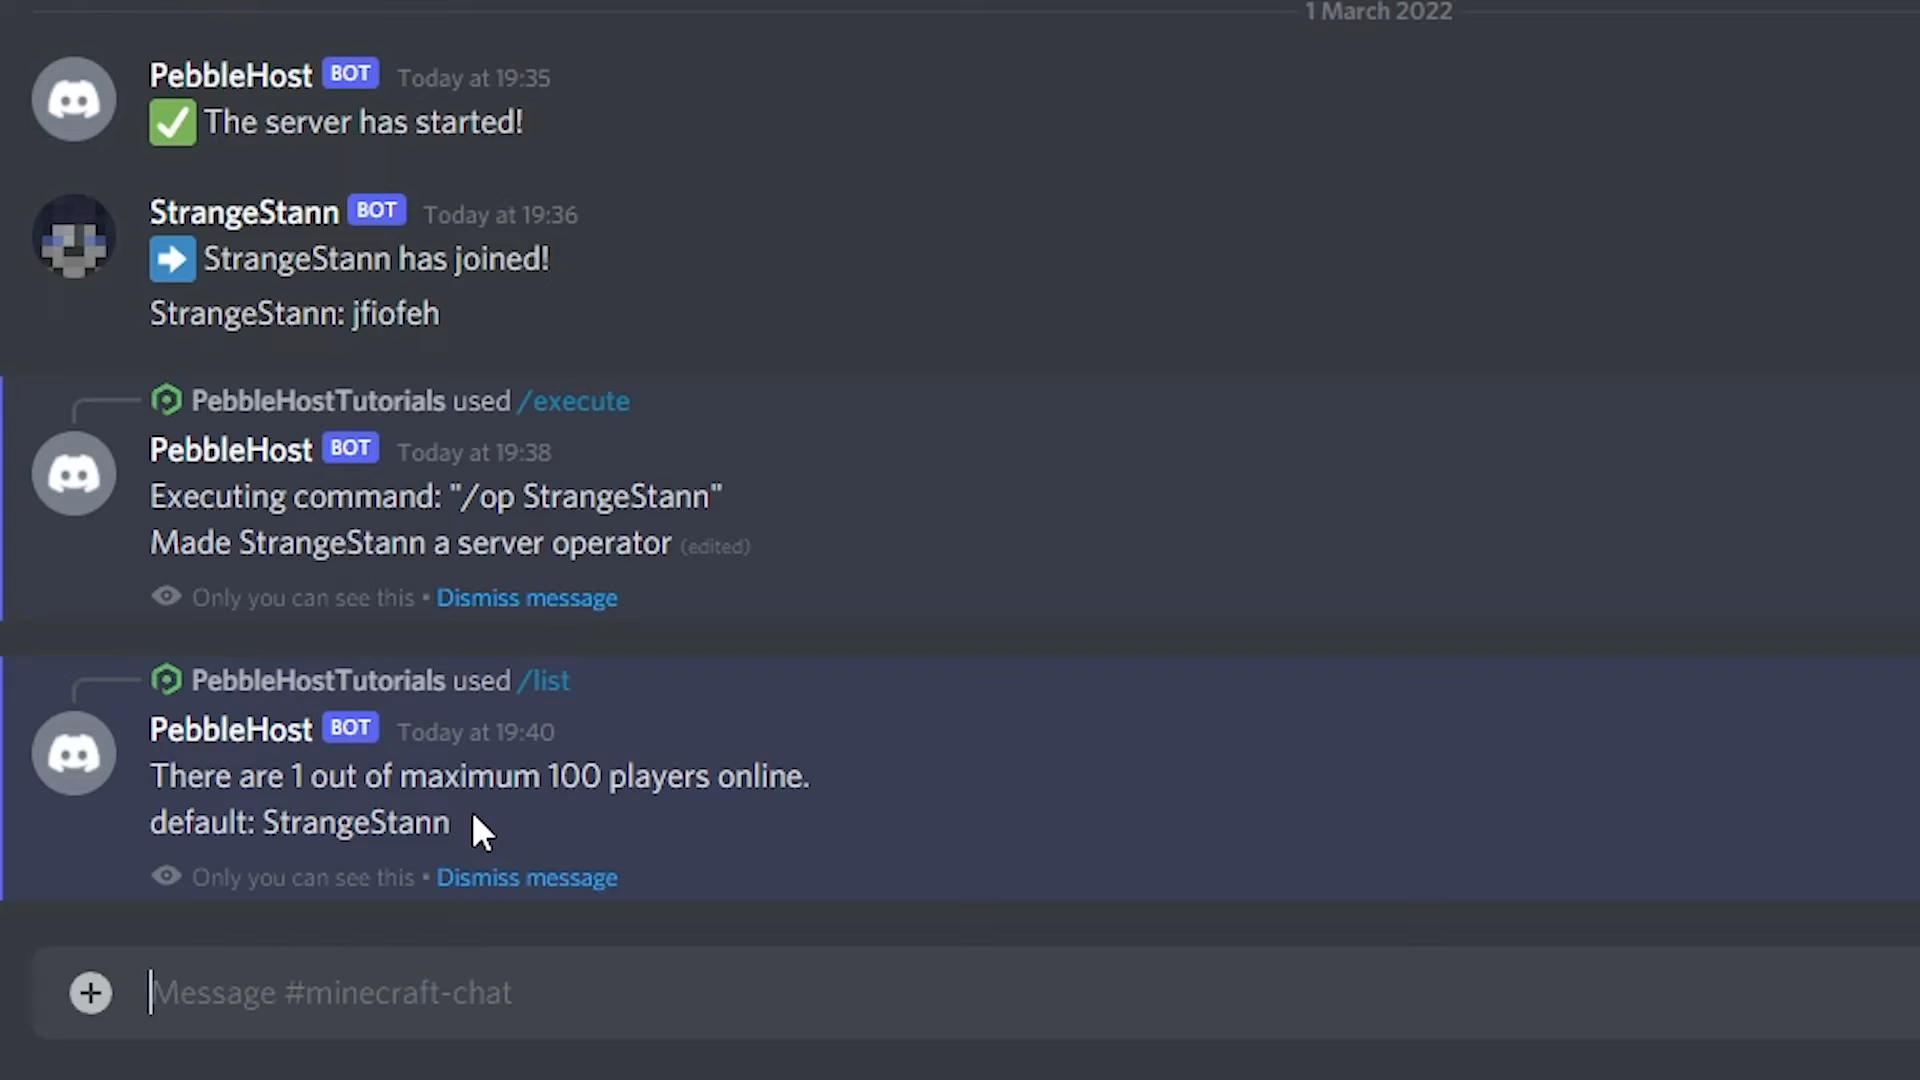 1 March 2022
PebbleHost BOT Today at 19:35
The server has started!
StrangeStann BOT Today at 19:36
StrangeStann has joined!
StrangeStann: jfiofeh
PebbleHostTutorials used /execute
PebbleHost BOT Today at 19:38
Executing command: "/op StrangeStann"
Made StrangeStann a server operator (edited)
Only you can see this • Dismiss message
PebbleHostTutorials used /list
PebbleHost BOT Today at 19:40
There are 1 out of maximum 100 players online.
default: StrangeStann
Only you can see this • Dismiss message
Message #minecraft-chat